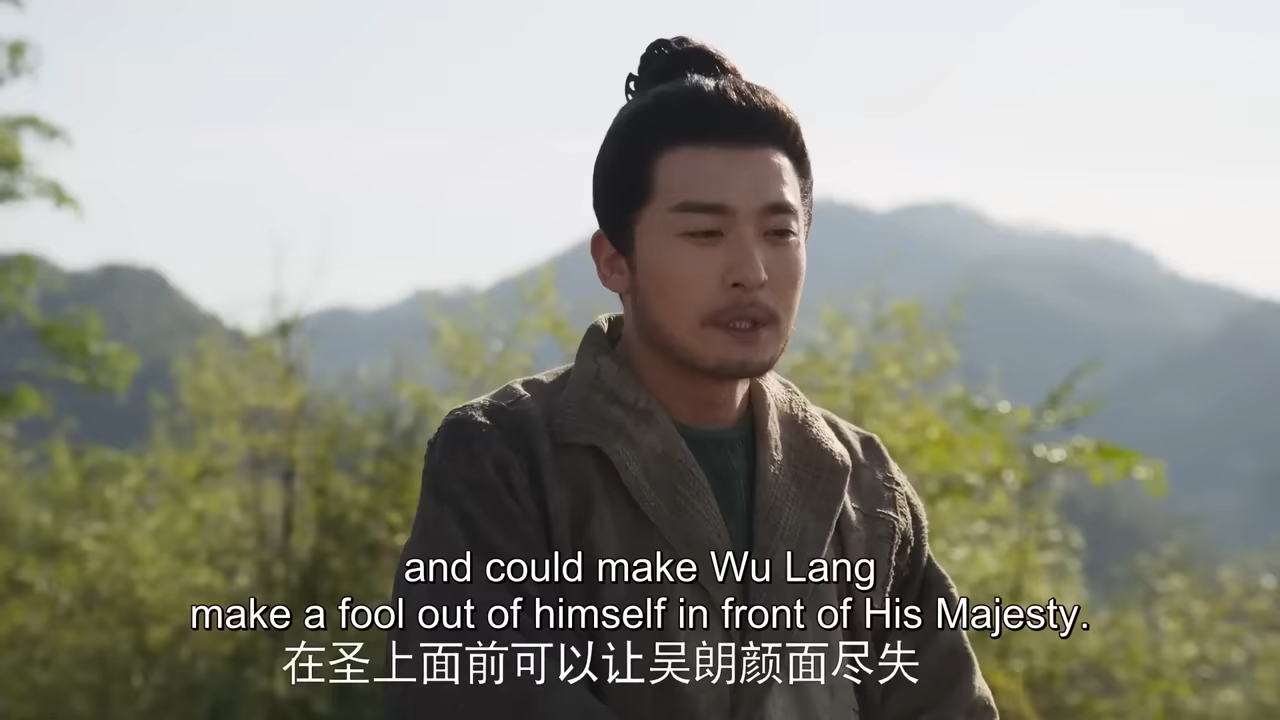 and could make Wu Lang
make a fool out of himself in front of His Majesty.
在圣上面前可以让吴朗颜面尽失